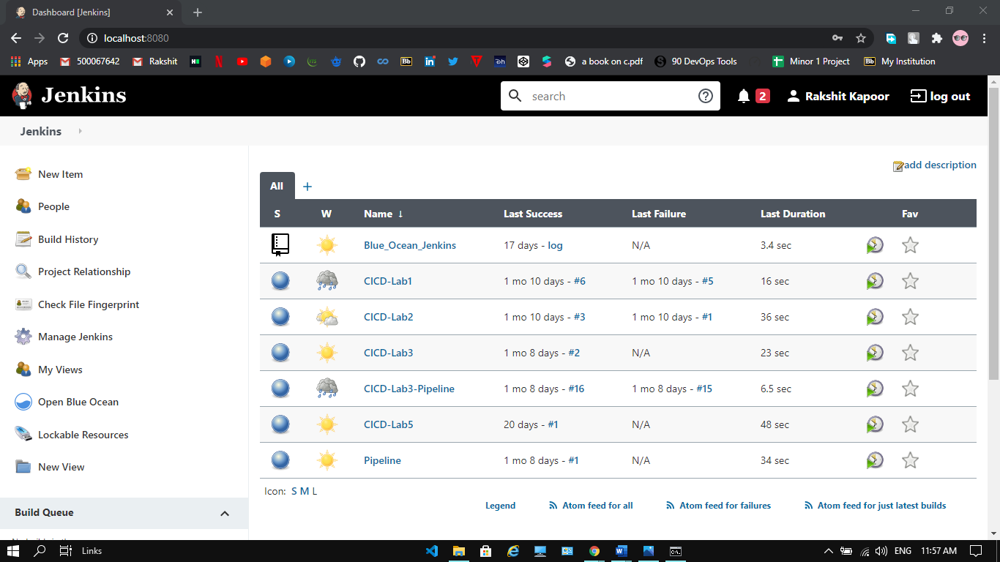 Dashboard [Jenkins]
localhost:8080
Apps 500067642 Rakshit a book on c.pdf 90 DevOps Tools Minor 1 Project Bb My Institution
Jenkins
search 2 Rakshit Kapoor log out
Jenkins
New Item
People
Build History
Project Relationship
Check File Fingerprint
Manage Jenkins
My Views
Open Blue Ocean
Lockable Resources
New View
Build Queue
add description
All +
S W Name ↓ Last Success Last Failure Last Duration Fav
Blue_Ocean_Jenkins 17 days - log N/A 3.4 sec
CICD-Lab1 1 mo 10 days - #6 1 mo 10 days - #5 16 sec
CICD-Lab2 1 mo 10 days - #3 1 mo 10 days - #1 36 sec
CICD-Lab3 1 mo 8 days - #2 N/A 23 sec
CICD-Lab3-Pipeline 1 mo 8 days - #16 1 mo 8 days - #15 6.5 sec
CICD-Lab5 20 days - #1 N/A 48 sec
Pipeline 1 mo 8 days - #1 N/A 34 sec
Icon: S M L
Legend Atom feed for all Atom feed for failures Atom feed for just latest builds
Links ENG 11:57 AM